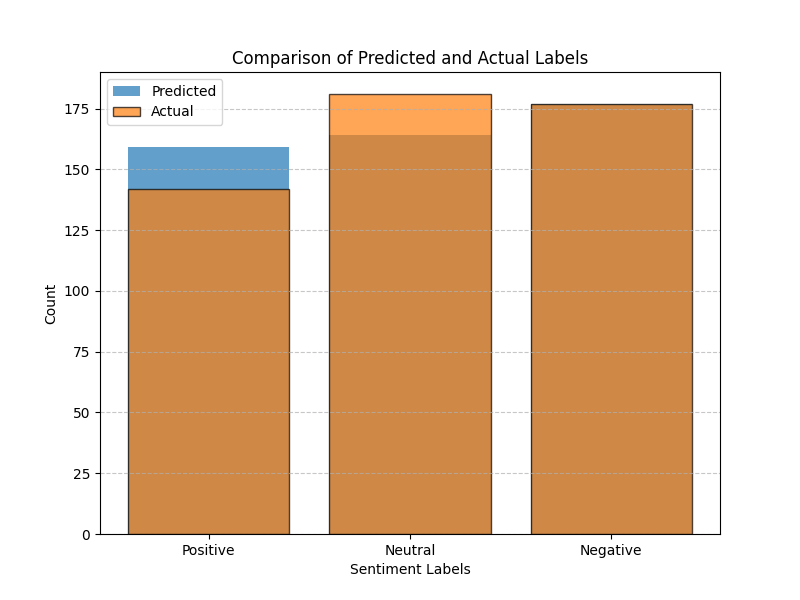 Comparison of Predicted and Actual Labels
Predicted
Actual
175
150
125
100
75
50
25
0
Count
Positive
Neutral
Negative
Sentiment Labels